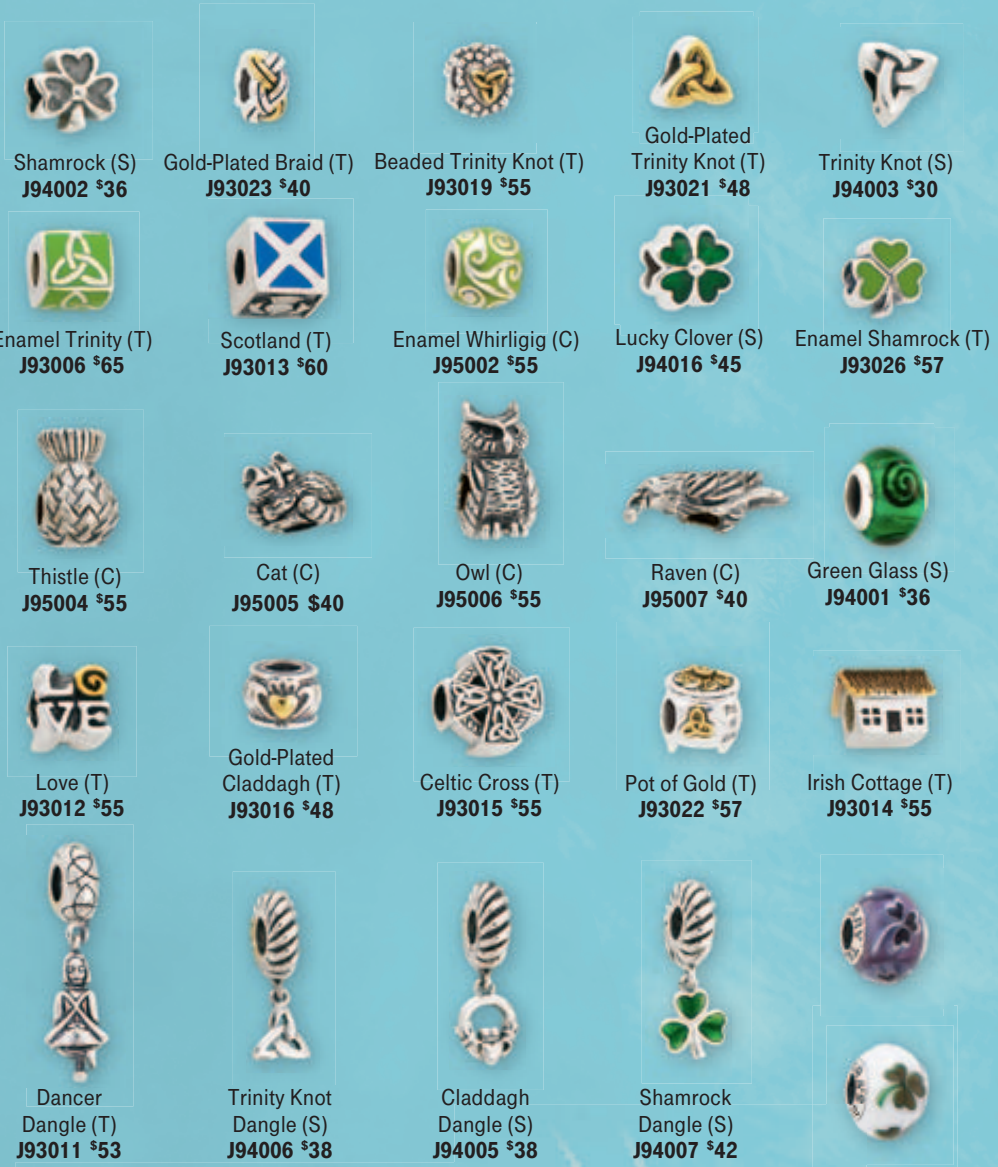 Shamrock (S)
J94002 $36
Gold-Plated Braid (T)
J93023 $40
Beaded Trinity Knot (T)
J93019 $55
Gold-Plated
Trinity Knot (T)
J93021 $48
Trinity Knot (S)
J94003 $30
Enamel Trinity (T)
J93006 $65
Scotland (T)
J93013 $60
Enamel Whirligig (C)
J95002 $55
Lucky Clover (S)
J94016 $45
Enamel Shamrock (T)
J93026 $57
Thistle (C)
J95004 $55
Cat (C)
J95005 $40
Owl (C)
J95006 $55
Raven (C)
J95007 $40
Green Glass (S)
J94001 $36
LO
VE
Love (T)
J93012 $55
Gold-Plated
Claddagh (T)
J93016 $48
Celtic Cross (T)
J93015 $55
Pot of Gold (T)
J93022 $57
Irish Cottage (T)
J93014 $55
Dancer
Dangle (T)
J93011 $53
Trinity Knot
Dangle (S)
J94006 $38
Claddagh
Dangle (S)
J94005 $38
Shamrock
Dangle (S)
J94007 $42